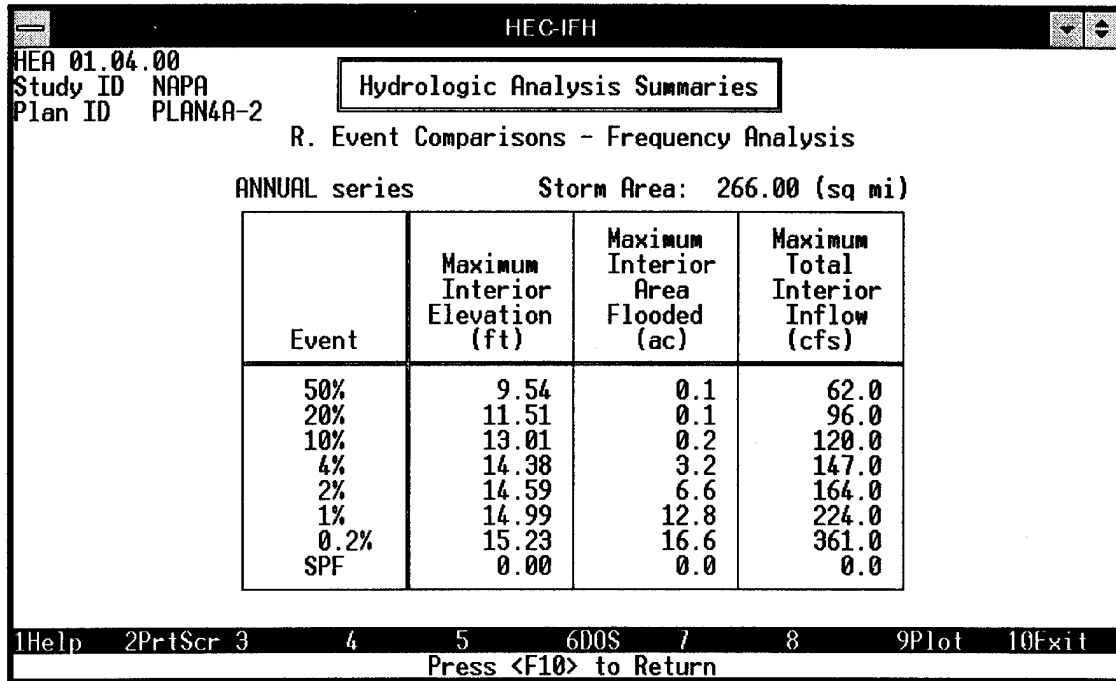 HEC-IFH
HEA 01.04.00
Study ID NAPA
Plan ID PLAN4A-2
Hydrologic Analysis Summaries
R. Event Comparisons - Frequency Analysis
ANNUAL series Storm Area: 266.00 (sq mi)
Event Maximum Interior Elevation (ft) Maximum Interior Area Flooded (ac) Maximum Total Interior Inflow (cfs)
50% 9.54 0.1 62.0
20% 11.51 0.1 96.0
10% 13.01 0.2 120.0
4% 14.38 3.2 147.0
2% 14.59 6.6 164.0
1% 14.99 12.8 224.0
0.2% 15.23 16.6 361.0
SPF 0.00 0.0 0.0
1Help 2PrtScr 3 4 5 6DOS 7 8 9Plot 10Exit
Press <F10> to Return